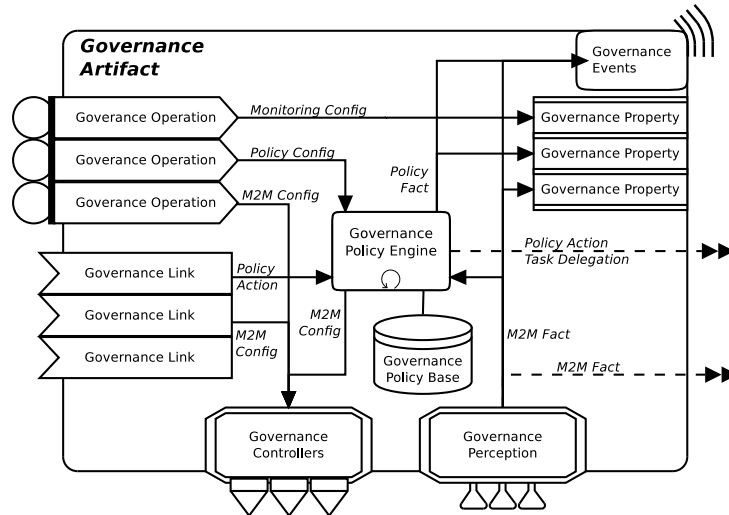 Governance
Artifact
Governance
Events
Goverance Operation
Monitoring Config
Governance Property
Goverance Operation
Policy Config
Governance Property
Policy
Fact
Goverance Operation
M2M Config
Governance Property
Governance
Policy Engine
Policy Action
Task Delegation
Governance Link
Policy
Action
Governance Link
M2M
Config
M2M
Config
M2M Fact
Governance Link
Governance
Policy Base
M2M Fact
Governance
Controllers
Governance
Perception